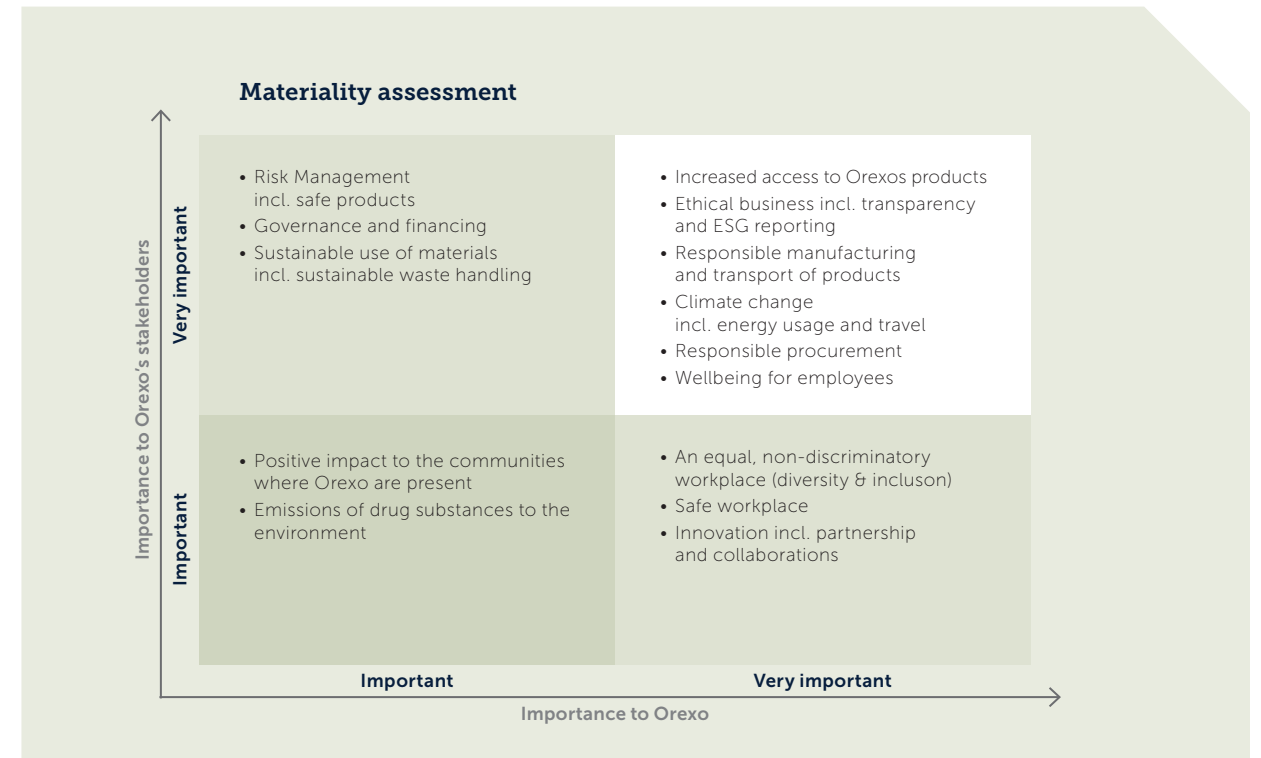 Materiality assessment
Importance to Orexo's stakeholders
Very important
Important
• Risk Management
incl. safe products
• Governance and financing
• Sustainable use of materials
incl. sustainable waste handling
• Increased access to Orexos products
• Ethical business incl. transparency
and ESG reporting
• Responsible manufacturing
and transport of products
• Climate change
incl. energy usage and travel
• Responsible procurement
• Wellbeing for employees
• Positive impact to the communities
where Orexo are present
• Emissions of drug substances to the
environment
• An equal, non-discriminatory
workplace (diversity & incluson)
• Safe workplace
• Innovation incl. partnership
and collaborations
Important
Very important
Importance to Orexo